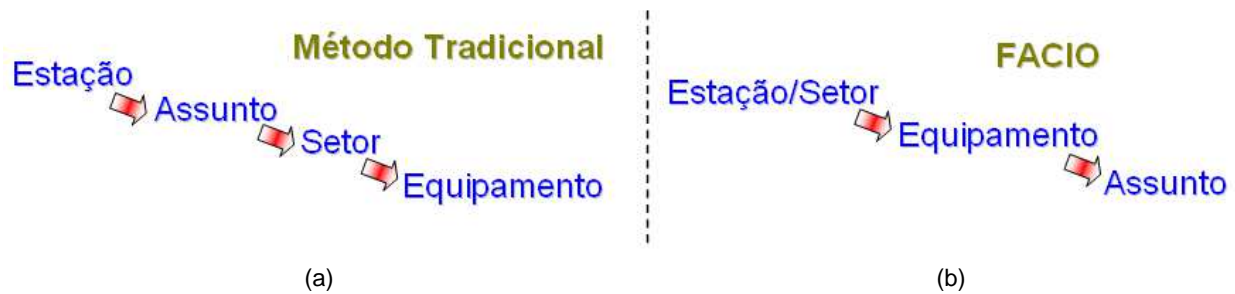 Método Tradicional
Estação
Assunto
Setor
Equipamento
(a)
FACIO
Estação/Setor
Equipamento
Assunto
(b)